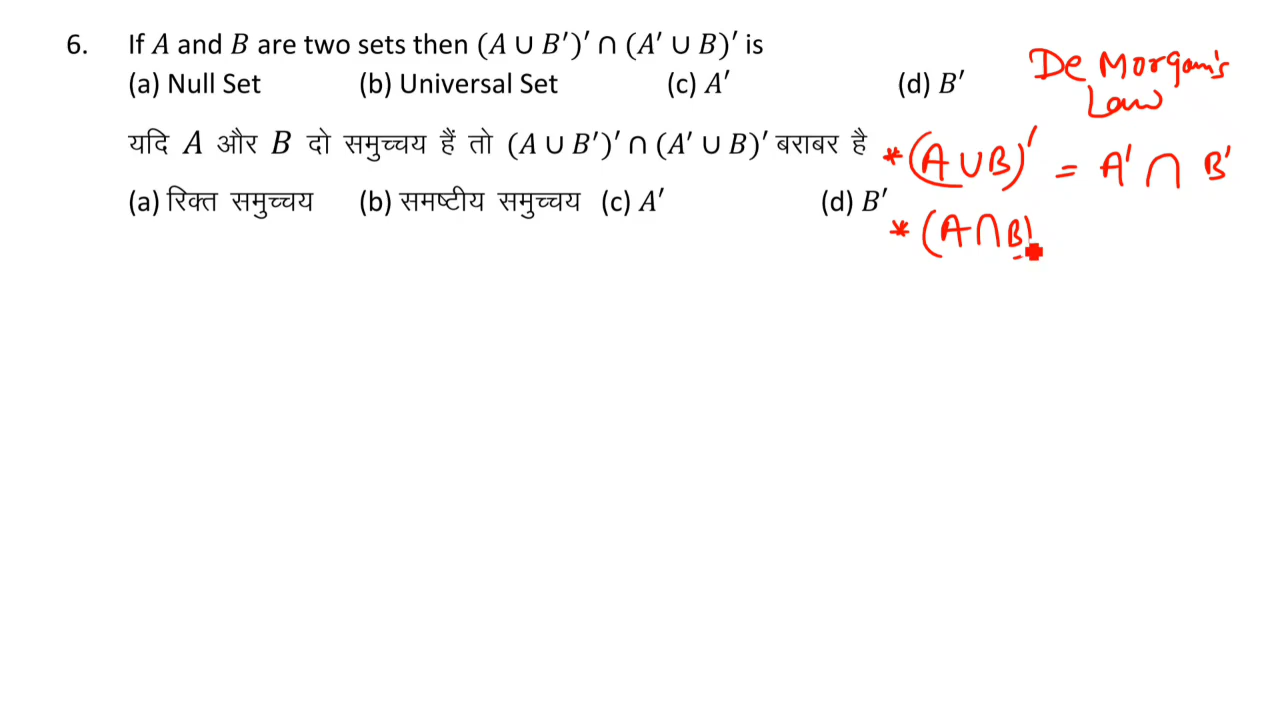 6. If A and B are two sets then (A ∪ B′)′ ∩ (A′ ∪ B)′ is
(a) Null Set (b) Universal Set (c) A′ (d) B′
यदि A और B दो समुच्चय हैं तो (A ∪ B′)′ ∩ (A′ ∪ B)′ बराबर है
(a) रिक्त समुच्चय (b) समष्टीय समुच्चय (c) A′ (d) B′
De Morgan's
Law
* (A ∪ B)′ = A′ ∩ B′
* (A ∩ B)